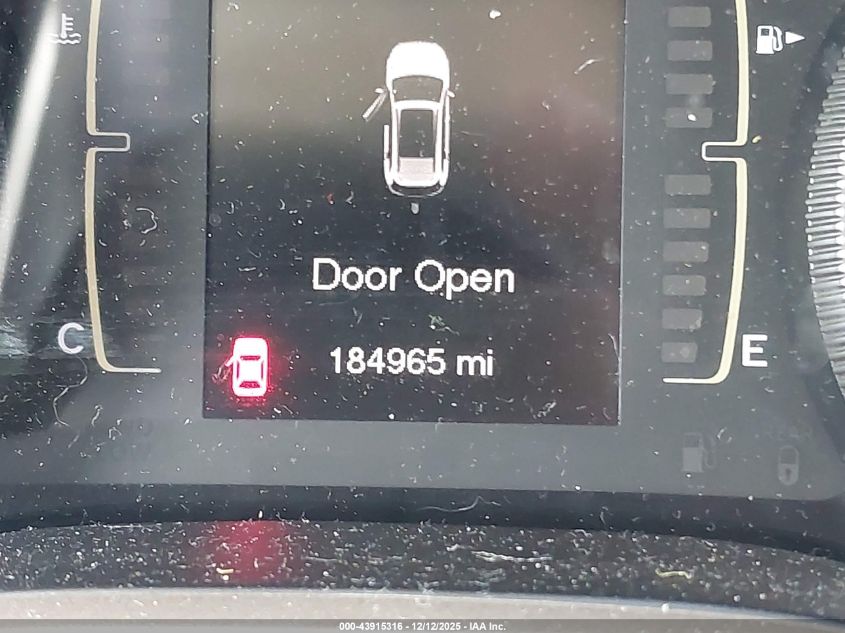 Door Open
C
184965 mi
E
000-43915316 - 12/12/2025 - IAA Inc.